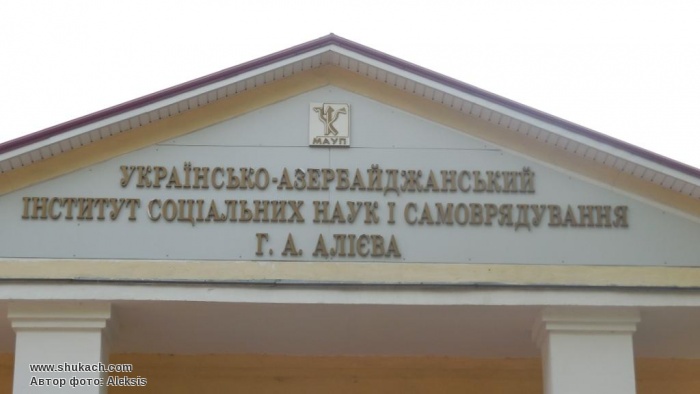 МАУП
УКРАЇНСЬКО-АЗЕРБАЙДЖАНСЬКИЙ
ІНСТИТУТ СОЦІАЛЬНИХ НАУК І САМОВРЯДУВАННЯ
Г. А. АЛІЄВА
www.shukach.com
Автор фото: Aleksis